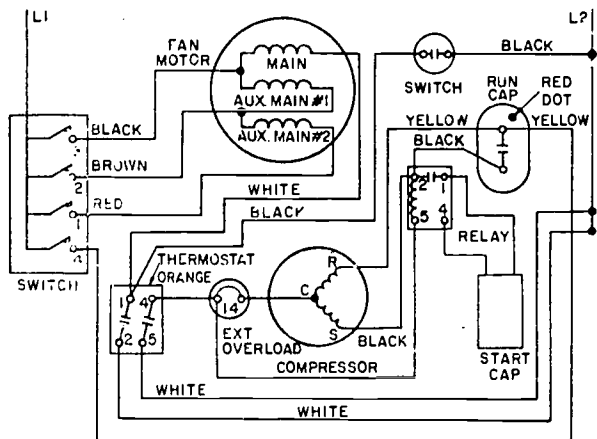 L1
L2
FAN
MOTOR
MAIN
AUX. MAIN #1
AUX. MAIN #2
BLACK
SWITCH
RUN
CAP
RED
DOT
YELLOW
YELLOW
BLACK
BLACK
3
BROWN
2
RED
1
4
SWITCH
WHITE
BLACK
2
1
5
4
RELAY
THERMOSTAT
ORANGE
1
4
2
5
14
EXT
OVERLOAD
R
C
S
BLACK
COMPRESSOR
START
CAP
WHITE
WHITE